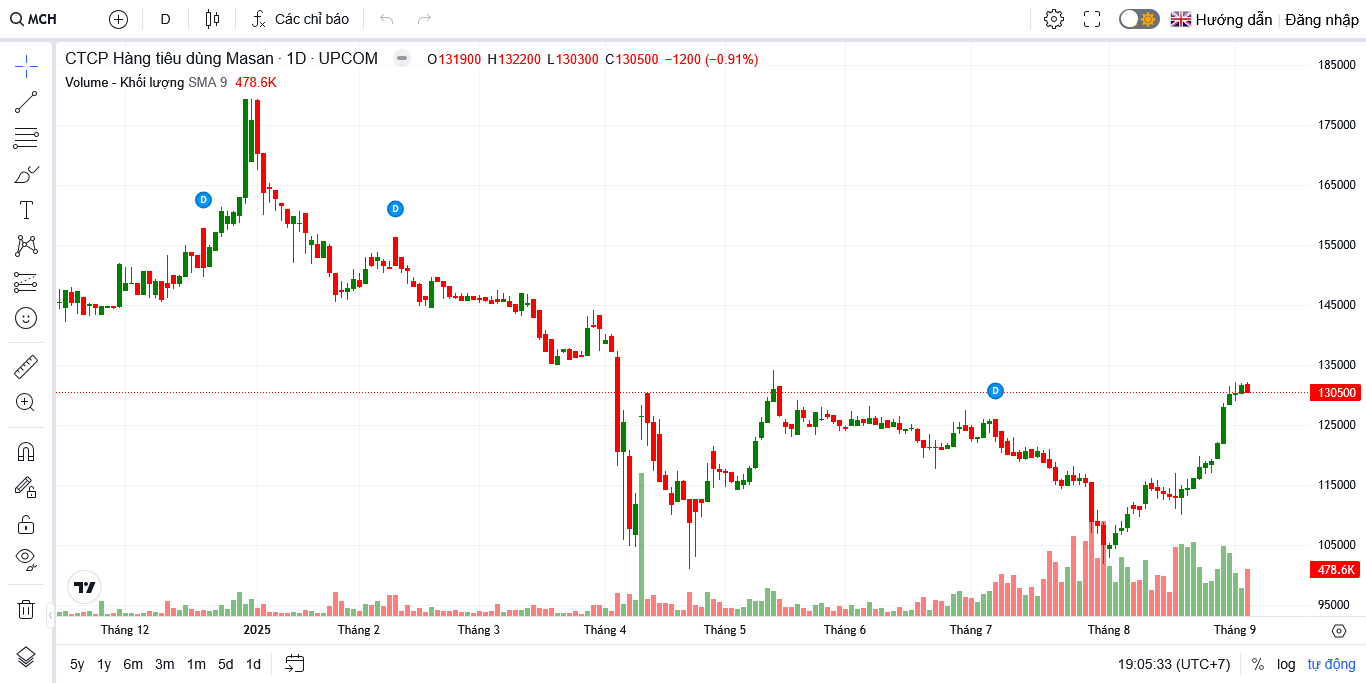 MCH D Các chỉ báo Hướng dẫn Đăng nhập
CTCP Hàng tiêu dùng Masan · 1D · UPCOM O131900 H132200 L130300 C130500 −1200 (−0.91%)
Volume - Khối lượng SMA 9 478.6K
185000
175000
165000
155000
145000
135000
130500
125000
115000
105000
478.6K
95000
D
D
D
Tháng 12 2025 Tháng 2 Tháng 3 Tháng 4 Tháng 5 Tháng 6 Tháng 7 Tháng 8 Tháng 9
5y 1y 6m 3m 1m 5d 1d 19:05:33 (UTC+7) % log tự động